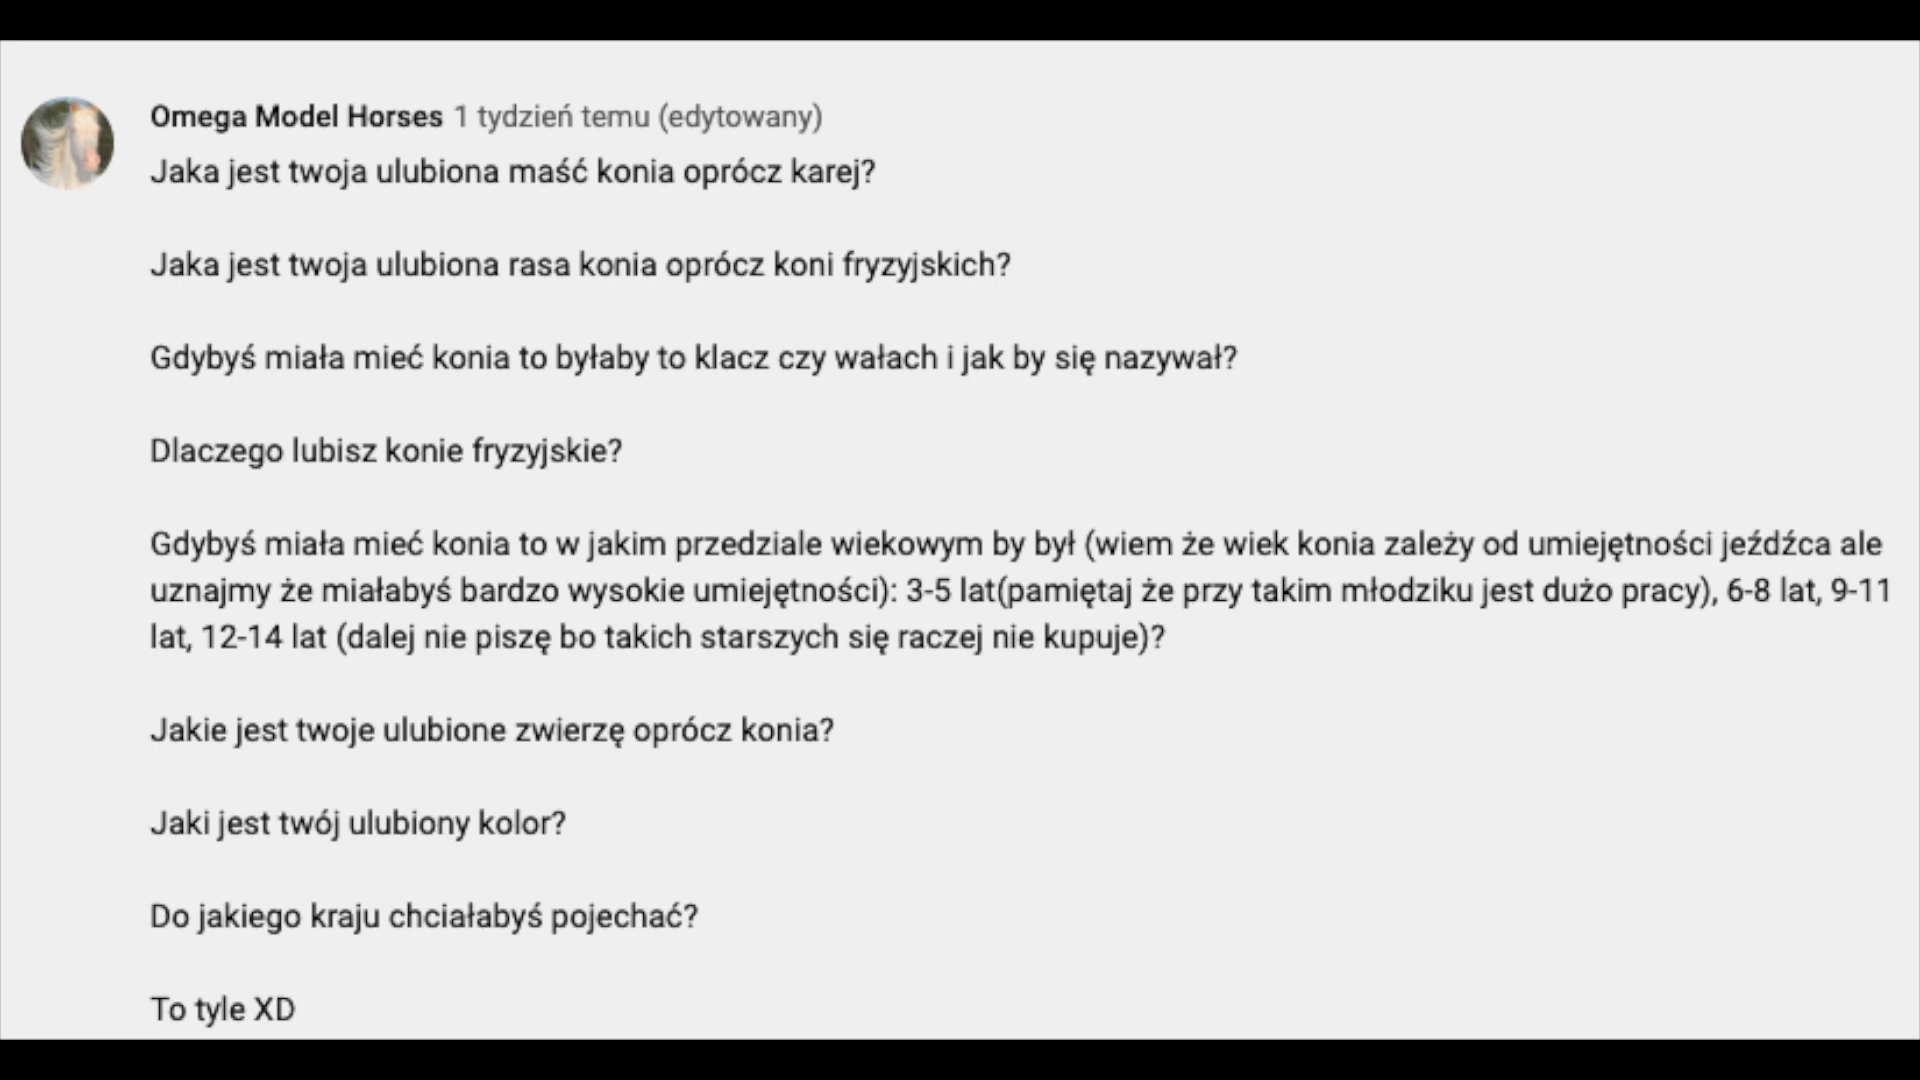 Omega Model Horses 1 tydzień temu (edytowany)
Jaka jest twoja ulubiona maść konia oprócz karej?
Jaka jest twoja ulubiona rasa konia oprócz koni fryzyjskich?
Gdybyś miała mieć konia to byłaby to klacz czy wałach i jak by się nazywał?
Dlaczego lubisz konie fryzyjskie?
Gdybyś miała mieć konia to w jakim przedziale wiekowym by był (wiem że wiek konia zależy od umiejętności jeźdźca ale
uznajmy że miałabyś bardzo wysokie umiejętności): 3-5 lat(pamiętaj że przy takim młodziku jest dużo pracy), 6-8 lat, 9-11
lat, 12-14 lat (dalej nie piszę bo takich starszych się raczej nie kupuje)?
Jakie jest twoje ulubione zwierzę oprócz konia?
Jaki jest twój ulubiony kolor?
Do jakiego kraju chciałabyś pojechać?
To tyle XD